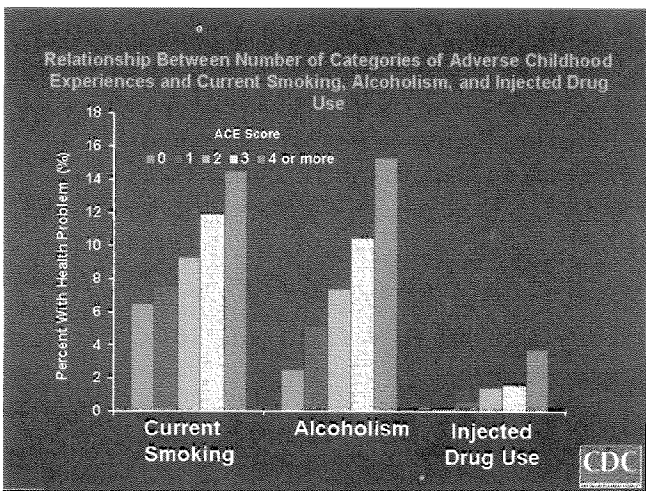 Relationship Between Number of Categories of Adverse Childhood
Experiences and Current Smoking, Alcoholism, and Injected Drug
Use
Percent With Health Problem (%)
18
16
14
12
10
8
6
4
2
0
ACE Score
0 1 2 3 4 or more
Current
Smoking
Alcoholism
Injected
Drug Use
CDC